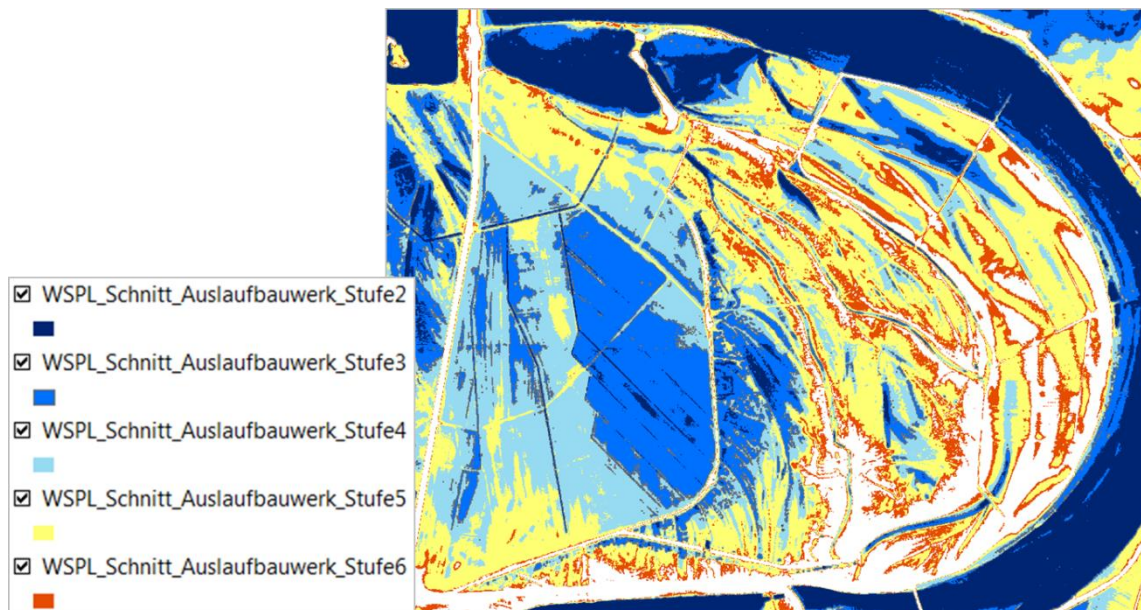 WSPL_Schnitt_Auslaufbauwerk_Stufe2
WSPL_Schnitt_Auslaufbauwerk_Stufe3
WSPL_Schnitt_Auslaufbauwerk_Stufe4
WSPL_Schnitt_Auslaufbauwerk_Stufe5
WSPL_Schnitt_Auslaufbauwerk_Stufe6